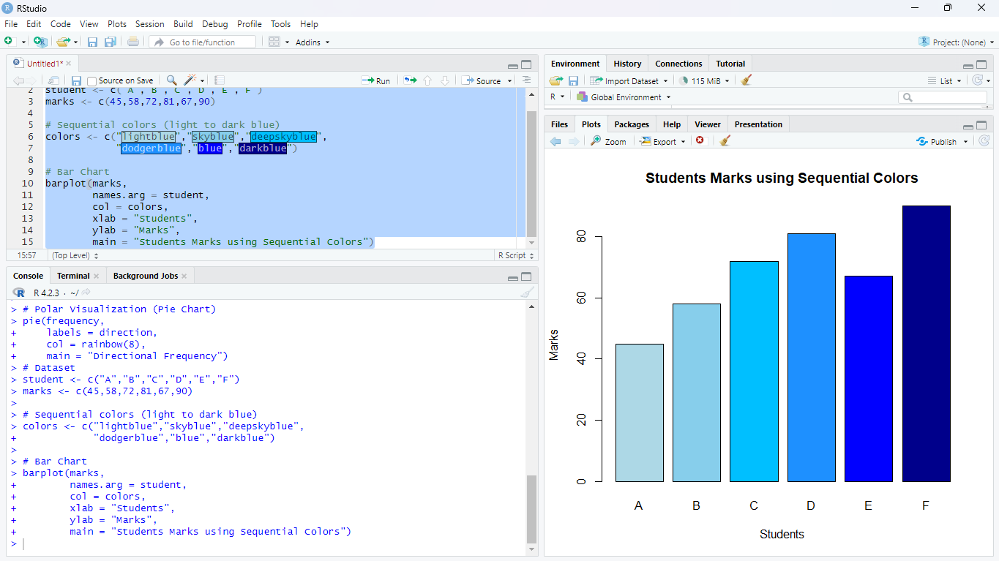 RStudio
File Edit Code View Plots Session Build Debug Profile Tools Help
Go to file/function Addins Project: (None)
Untitled1*
Source on Save Run Source
2 student <- c("A","B","C","D","E","F")
3 marks <- c(45,58,72,81,67,90)
4
5 # Sequential colors (light to dark blue)
6 colors <- c("lightblue","skyblue","deepskyblue",
7 "dodgerblue","blue","darkblue")
8
9 # Bar Chart
10 barplot(marks,
11 names.arg = student,
12 col = colors,
13 xlab = "Students",
14 ylab = "Marks",
15 main = "Students Marks using Sequential Colors")
15:57 (Top Level) R Script
Console Terminal Background Jobs
R 4.2.3 · ~/
> # Polar Visualization (Pie Chart)
> pie(frequency,
+ labels = direction,
+ col = rainbow(8),
+ main = "Directional Frequency")
> # Dataset
> student <- c("A","B","C","D","E","F")
> marks <- c(45,58,72,81,67,90)
>
> # Sequential colors (light to dark blue)
> colors <- c("lightblue","skyblue","deepskyblue",
+ "dodgerblue","blue","darkblue")
>
> # Bar Chart
> barplot(marks,
+ names.arg = student,
+ col = colors,
+ xlab = "Students",
+ ylab = "Marks",
+ main = "Students Marks using Sequential Colors")
>
Environment History Connections Tutorial
Import Dataset 115 MiB List
R Global Environment
Files Plots Packages Help Viewer Presentation
Zoom Export Publish
Students Marks using Sequential Colors
Marks
80
60
40
20
0
A B C D E F
Students